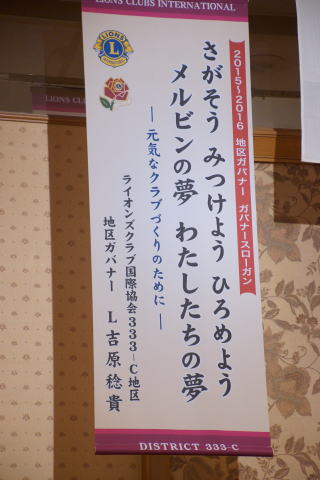 LIONS CLUBS INTERNATIONAL
LIONS
L
2015～2016 地区ガバナー ガバナースローガン
さがそう みつけよう ひろめよう
メルビンの夢 わたしたちの夢
― 元気なクラブづくりのために ―
ライオンズクラブ国際協会333-C地区
地区ガバナー L 吉原稔貴
DISTRICT 333-C
LIONS CLUBS